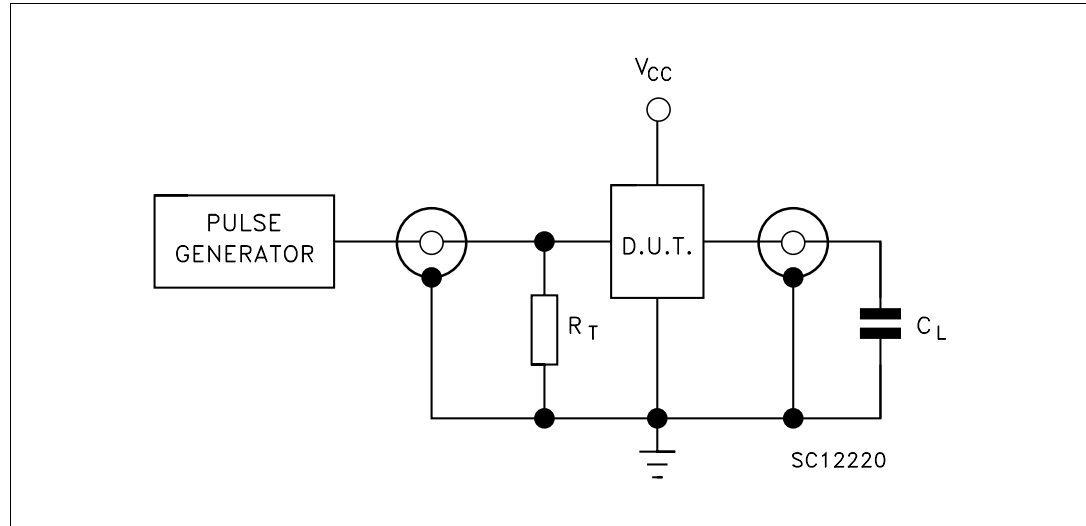 VCC
PULSE
GENERATOR
D.U.T.
RT
CL
SC12220